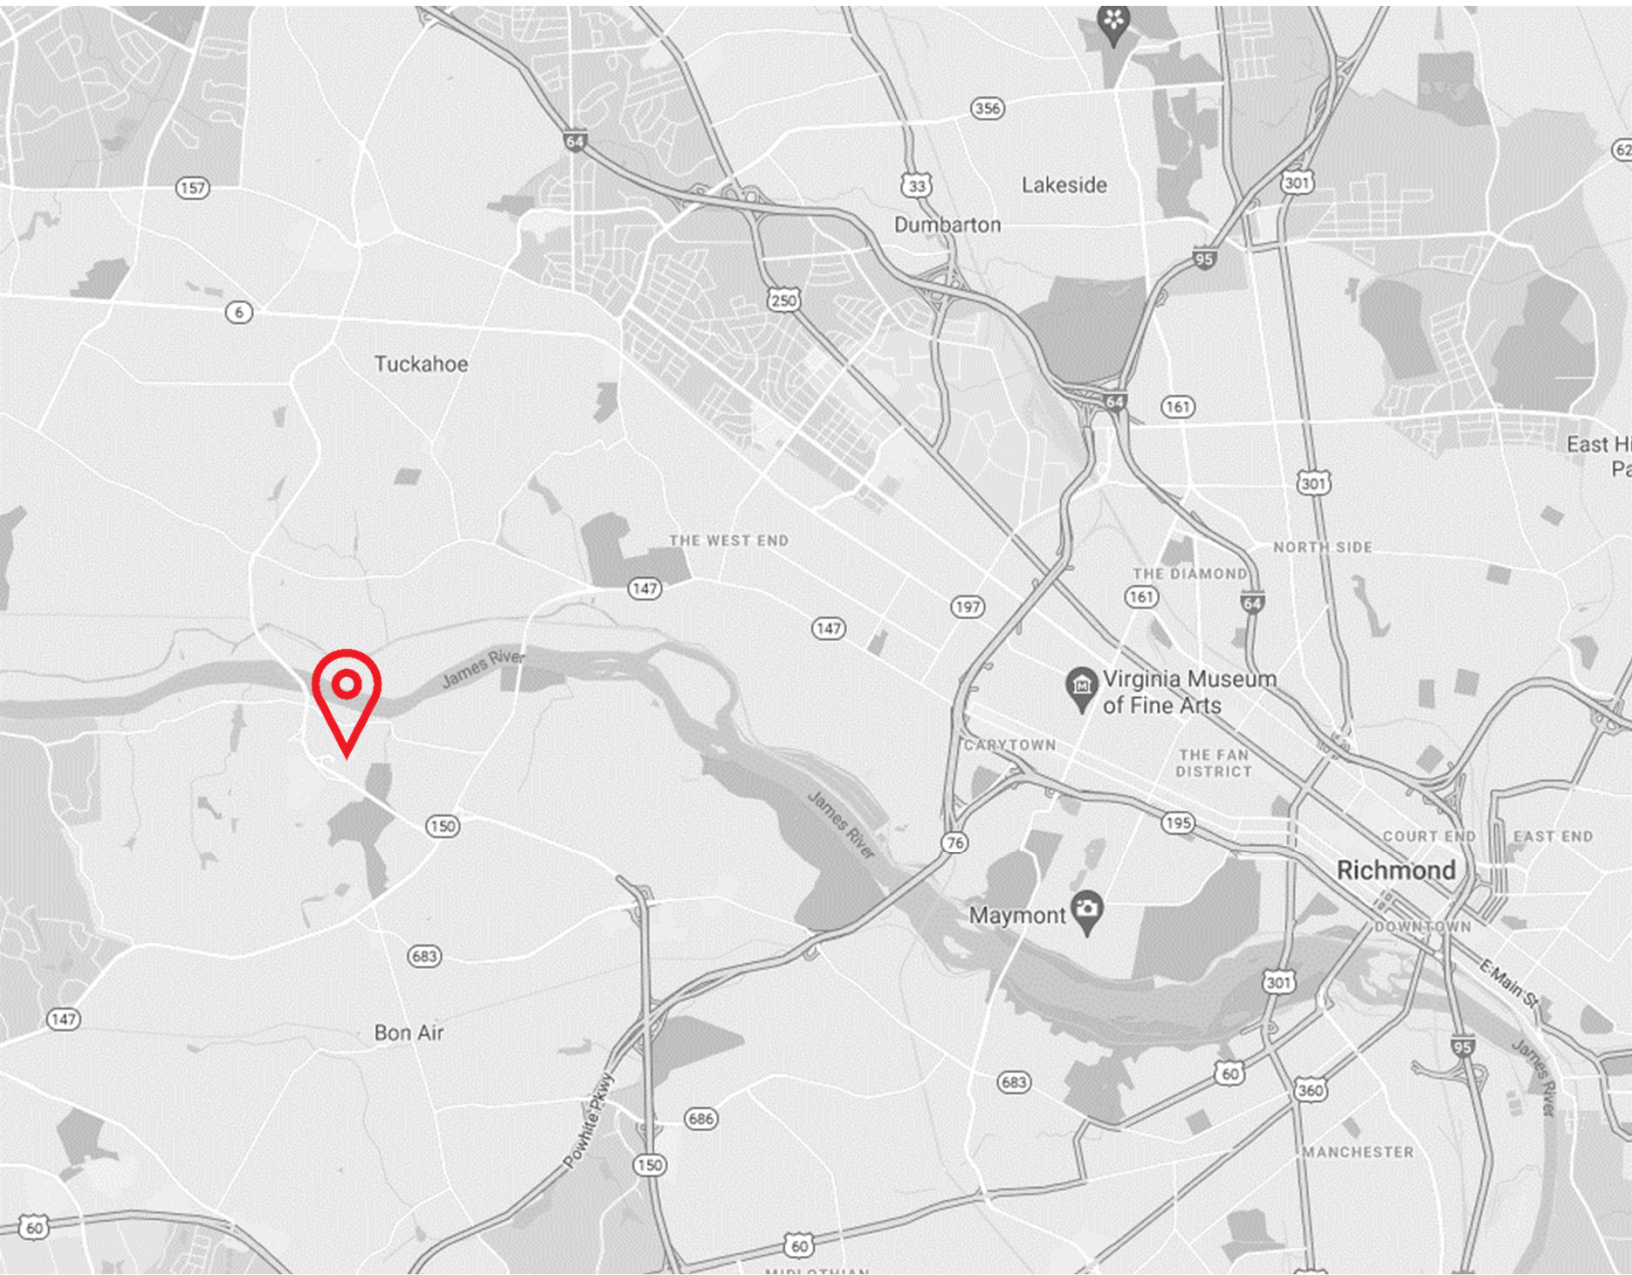 64
356
62
157
33
Lakeside
301
Dumbarton
95
250
6
Tuckahoe
64
161
East Hi
Pa
301
THE WEST END
NORTH SIDE
THE DIAMOND
147
161
64
197
147
James River
Virginia Museum
of Fine Arts
CARYTOWN
THE FAN
DISTRICT
James River
150
195
76
COURT END
EAST END
Richmond
Maymont
DOWNTOWN
683
E Main St
301
147
Bon Air
95
James River
60
683
360
Powhite Pkwy
686
MANCHESTER
150
60
60
MIDLOTHIAN